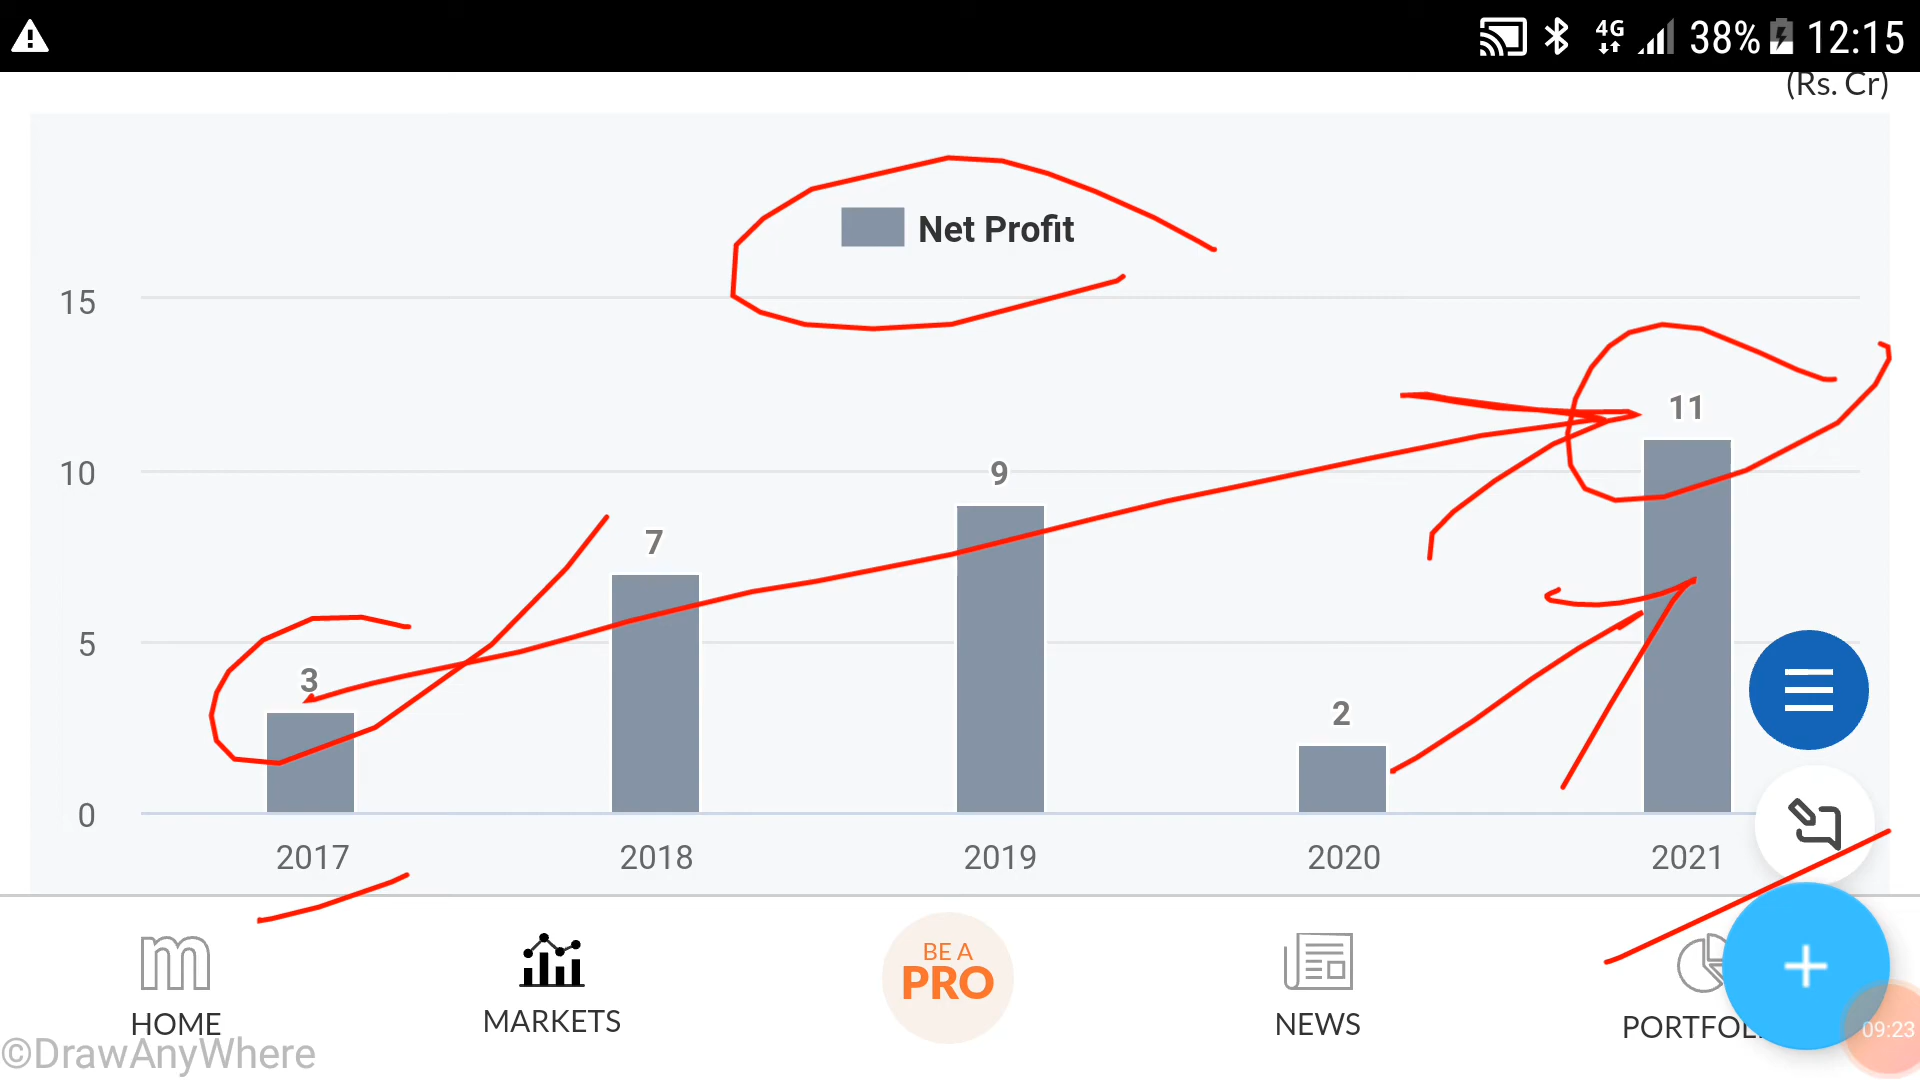 4G 38% 12:15
(Rs. Cr)
Net Profit
15
10
5
0
3
7
9
2
11
2017 2018 2019 2020 2021
BE A
PRO
HOME MARKETS NEWS PORTFOL
09:23
©DrawAnyWhere